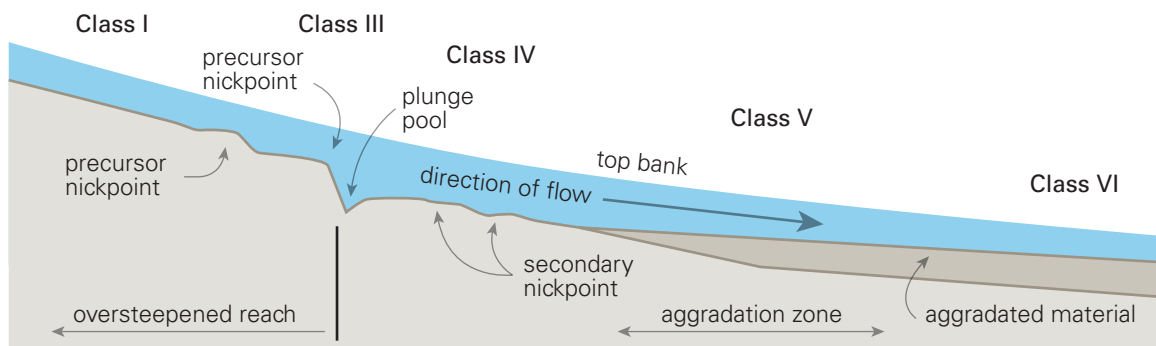 Class I
Class III
Class IV
precursor
nickpoint
plunge
pool
Class V
top bank
precursor
nickpoint
direction of flow
Class VI
secondary
nickpoint
oversteepened reach
aggradation zone
aggradated material